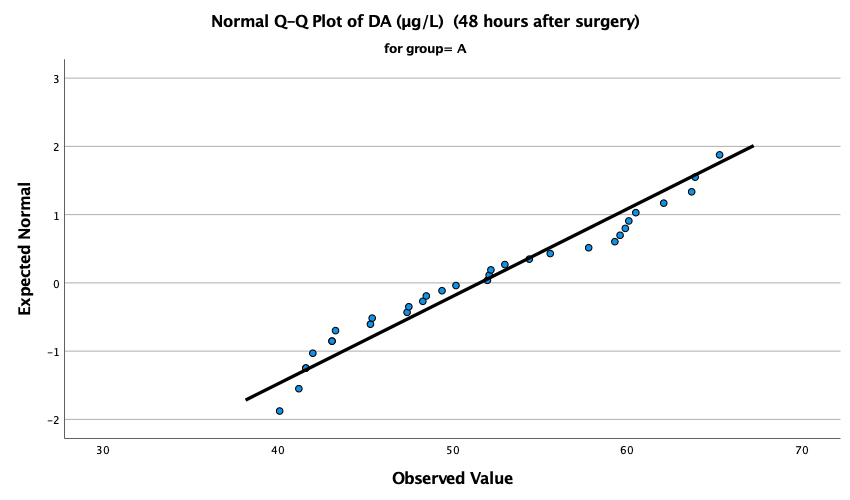 Normal Q-Q Plot of DA (µg/L) (48 hours after surgery)
for group= A
3
2
1
0
-1
-2
Expected Normal
30 40 50 60 70
Observed Value